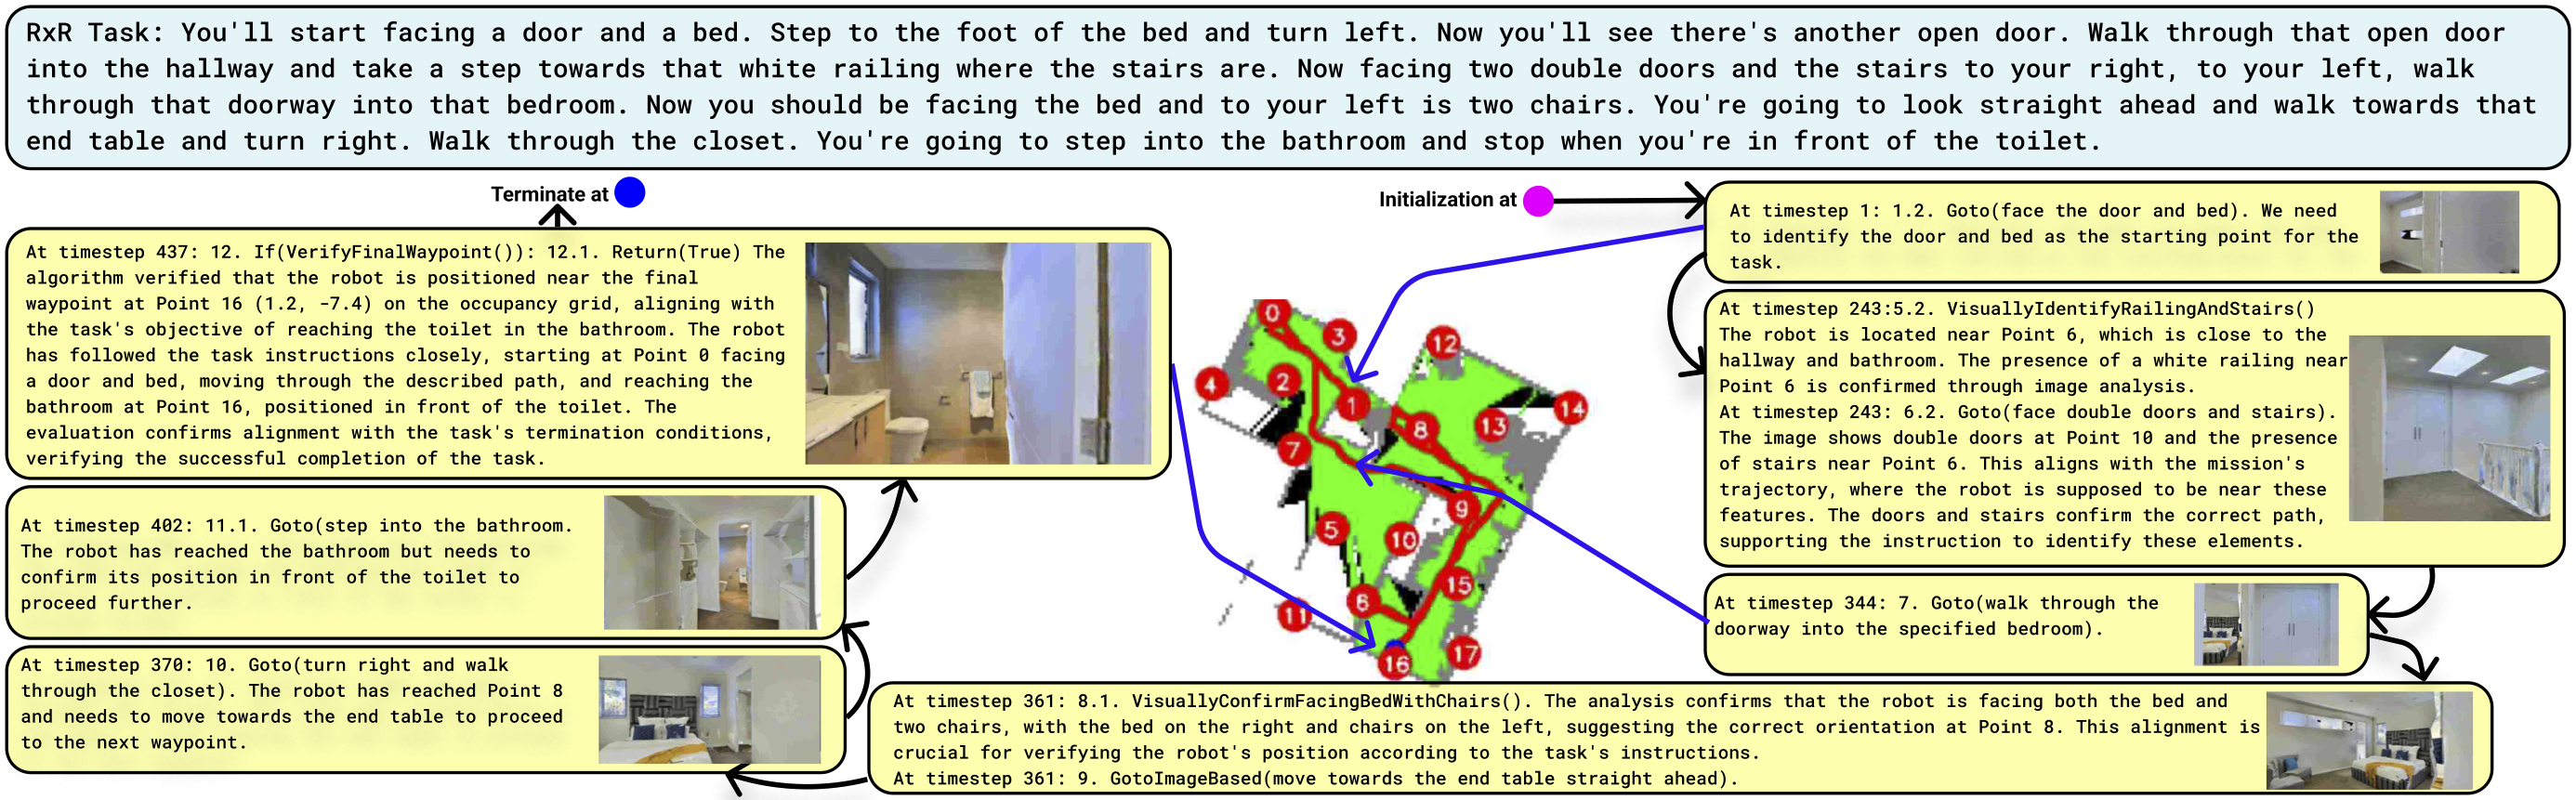 RxR Task: You'll start facing a door and a bed. Step to the foot of the bed and turn left. Now you'll see there's another open door. Walk through that open door
into the hallway and take a step towards that white railing where the stairs are. Now facing two double doors and the stairs to your right, to your left, walk
through that doorway into that bedroom. Now you should be facing the bed and to your left is two chairs. You're going to look straight ahead and walk towards that
end table and turn right. Walk through the closet. You're going to step into the bathroom and stop when you're in front of the toilet.
Initialization at
At timestep 1: 1.2. Goto(face the door and bed). We need
to identify the door and bed as the starting point for the
task.
At timestep 243:5.2. VisuallyIdentifyRailingAndStairs()
The robot is located near Point 6, which is close to the
hallway and bathroom. The presence of a white railing near
Point 6 is confirmed through image analysis.
At timestep 243: 6.2. Goto(face double doors and stairs).
The image shows double doors at Point 10 and the presence
of stairs near Point 6. This aligns with the mission's
trajectory, where the robot is supposed to be near these
features. The doors and stairs confirm the correct path,
supporting the instruction to identify these elements.
At timestep 344: 7. Goto(walk through the
doorway into the specified bedroom).
At timestep 361: 8.1. VisuallyConfirmFacingBedWithChairs(). The analysis confirms that the robot is facing both the bed and
two chairs, with the bed on the right and chairs on the left, suggesting the correct orientation at Point 8. This alignment is
crucial for verifying the robot's position according to the task's instructions.
At timestep 361: 9. GotoImageBased(move towards the end table straight ahead).
At timestep 370: 10. Goto(turn right and walk
through the closet). The robot has reached Point 8
and needs to move towards the end table to proceed
to the next waypoint.
At timestep 402: 11.1. Goto(step into the bathroom.
The robot has reached the bathroom but needs to
confirm its position in front of the toilet to
proceed further.
At timestep 437: 12. If(VerifyFinalWaypoint()): 12.1. Return(True) The
algorithm verified that the robot is positioned near the final
waypoint at Point 16 (1.2, -7.4) on the occupancy grid, aligning with
the task's objective of reaching the toilet in the bathroom. The robot
has followed the task instructions closely, starting at Point 0 facing
a door and bed, moving through the described path, and reaching the
bathroom at Point 16, positioned in front of the toilet. The
evaluation confirms alignment with the task's termination conditions,
verifying the successful completion of the task.
Terminate at
0
3
12
4
2
1
14
8
13
7
9
5
10
15
6
11
16
17